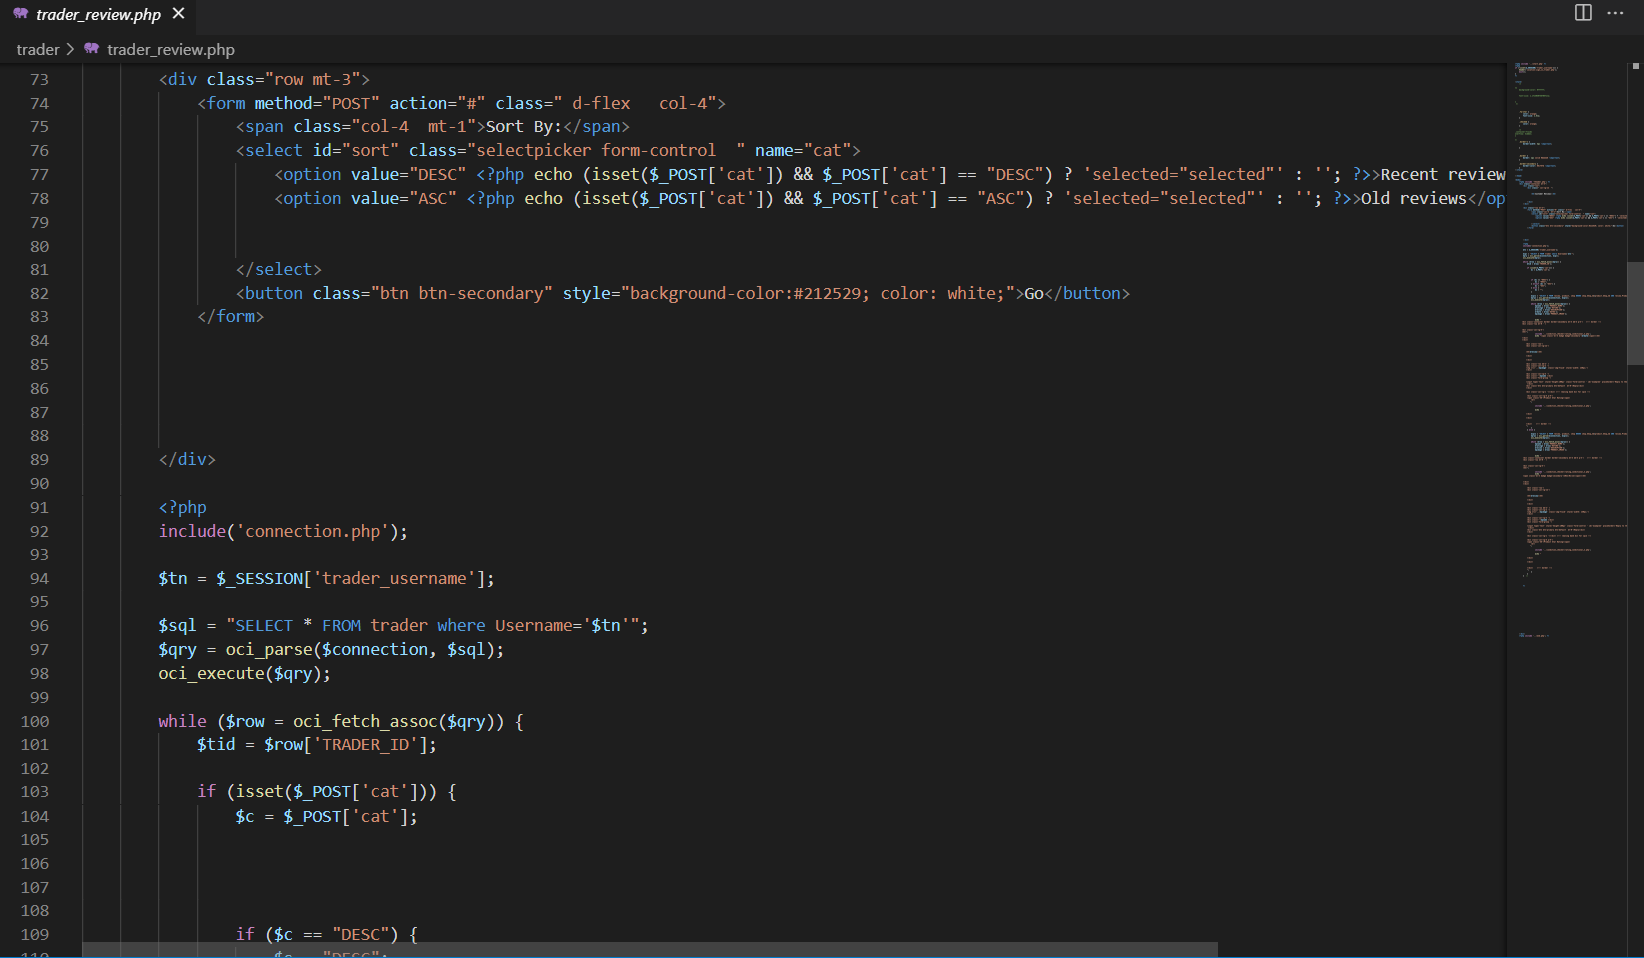 trader_review.php
trader > trader_review.php
73 <div class="row mt-3">
74 <form method="POST" action="#" class=" d-flex   col-4">
75 <span class="col-4  mt-1">Sort By:</span>
76 <select id="sort" class="selectpicker form-control  " name="cat">
77 <option value="DESC" <?php echo (isset($_POST['cat']) && $_POST['cat'] == "DESC") ? 'selected="selected"' : ''; ?>>Recent review
78 <option value="ASC" <?php echo (isset($_POST['cat']) && $_POST['cat'] == "ASC") ? 'selected="selected"' : ''; ?>>Old reviews</op
79
80
81 </select>
82 <button class="btn btn-secondary" style="background-color:#212529; color: white;">Go</button>
83 </form>
84
85
86
87
88
89 </div>
90
91 <?php
92 include('connection.php');
93
94 $tn = $_SESSION['trader_username'];
95
96 $sql = "SELECT * FROM trader where Username='$tn'";
97 $qry = oci_parse($connection, $sql);
98 oci_execute($qry);
99
100 while ($row = oci_fetch_assoc($qry)) {
101 $tid = $row['TRADER_ID'];
102
103 if (isset($_POST['cat'])) {
104 $c = $_POST['cat'];
105
106
107
108
109 if ($c == "DESC") {
110 $c = "DESC";